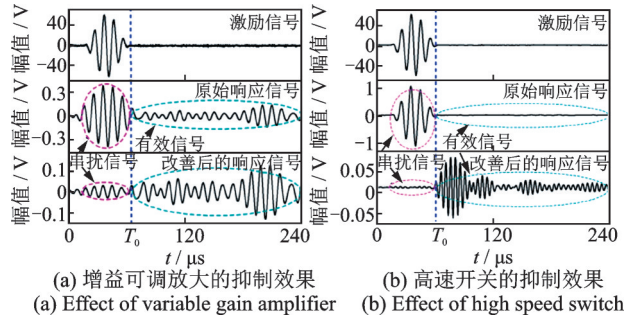 激励信号
幅值 / V
40
0
-40
原始响应信号
幅值 / V
0.3
0
-0.3
有效信号
串扰信号
改善后的响应信号
幅值 / V
0.1
0
-0.1
0
T₀
120
240
t / μs
(a) 增益可调放大的抑制效果
(a) Effect of variable gain amplifier
激励信号
幅值 / V
40
0
-40
原始响应信号
幅值 / V
1
0
-1
有效信号
串扰信号
改善后的响应信号
幅值 / V
0.05
0
0.05
0
T₀
120
240
t / μs
(b) 高速开关的抑制效果
(b) Effect of high speed switch